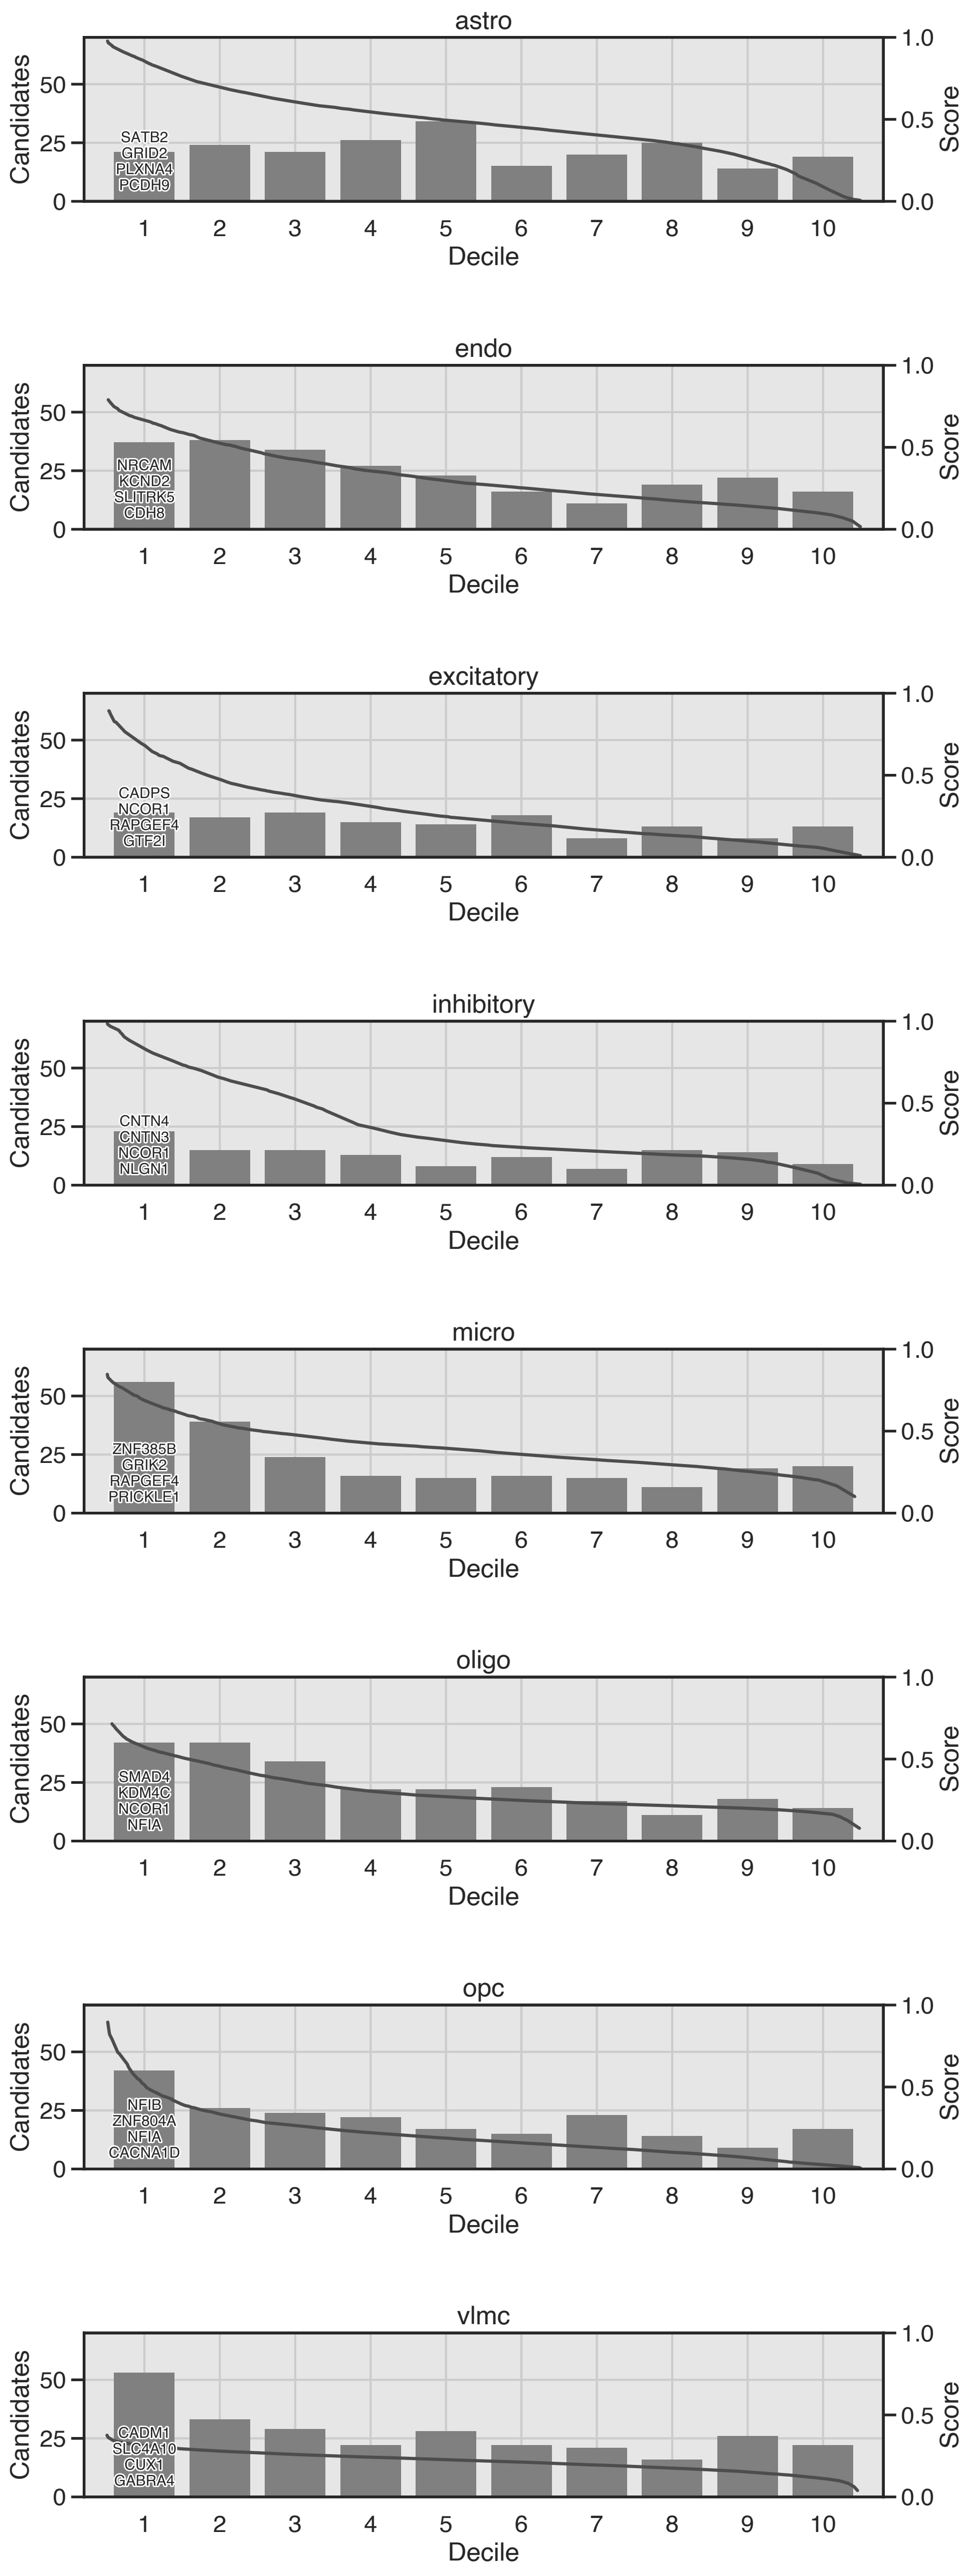 astro
Candidates
50
25
0
SATB2
GRID2
PLXNA4
PCDH9
1.0
0.5
0.0
Score
1 2 3 4 5 6 7 8 9 10
Decile
endo
Candidates
50
25
0
NRCAM
KCND2
SLITRK5
CDH8
1.0
0.5
0.0
Score
1 2 3 4 5 6 7 8 9 10
Decile
excitatory
Candidates
50
25
0
CADPS
NCOR1
RAPGEF4
GTF2I
1.0
0.5
0.0
Score
1 2 3 4 5 6 7 8 9 10
Decile
inhibitory
Candidates
50
25
0
CNTN4
CNTN3
NCOR1
NLGN1
1.0
0.5
0.0
Score
1 2 3 4 5 6 7 8 9 10
Decile
micro
Candidates
50
25
0
ZNF385B
GRIK2
RAPGEF4
PRICKLE1
1.0
0.5
0.0
Score
1 2 3 4 5 6 7 8 9 10
Decile
oligo
Candidates
50
25
0
SMAD4
KDM4C
NCOR1
NFIA
1.0
0.5
0.0
Score
1 2 3 4 5 6 7 8 9 10
Decile
opc
Candidates
50
25
0
NFIB
ZNF804A
NFIA
CACNA1D
1.0
0.5
0.0
Score
1 2 3 4 5 6 7 8 9 10
Decile
vlmc
Candidates
50
25
0
CADM1
SLC4A10
CUX1
GABRA4
1.0
0.5
0.0
Score
1 2 3 4 5 6 7 8 9 10
Decile